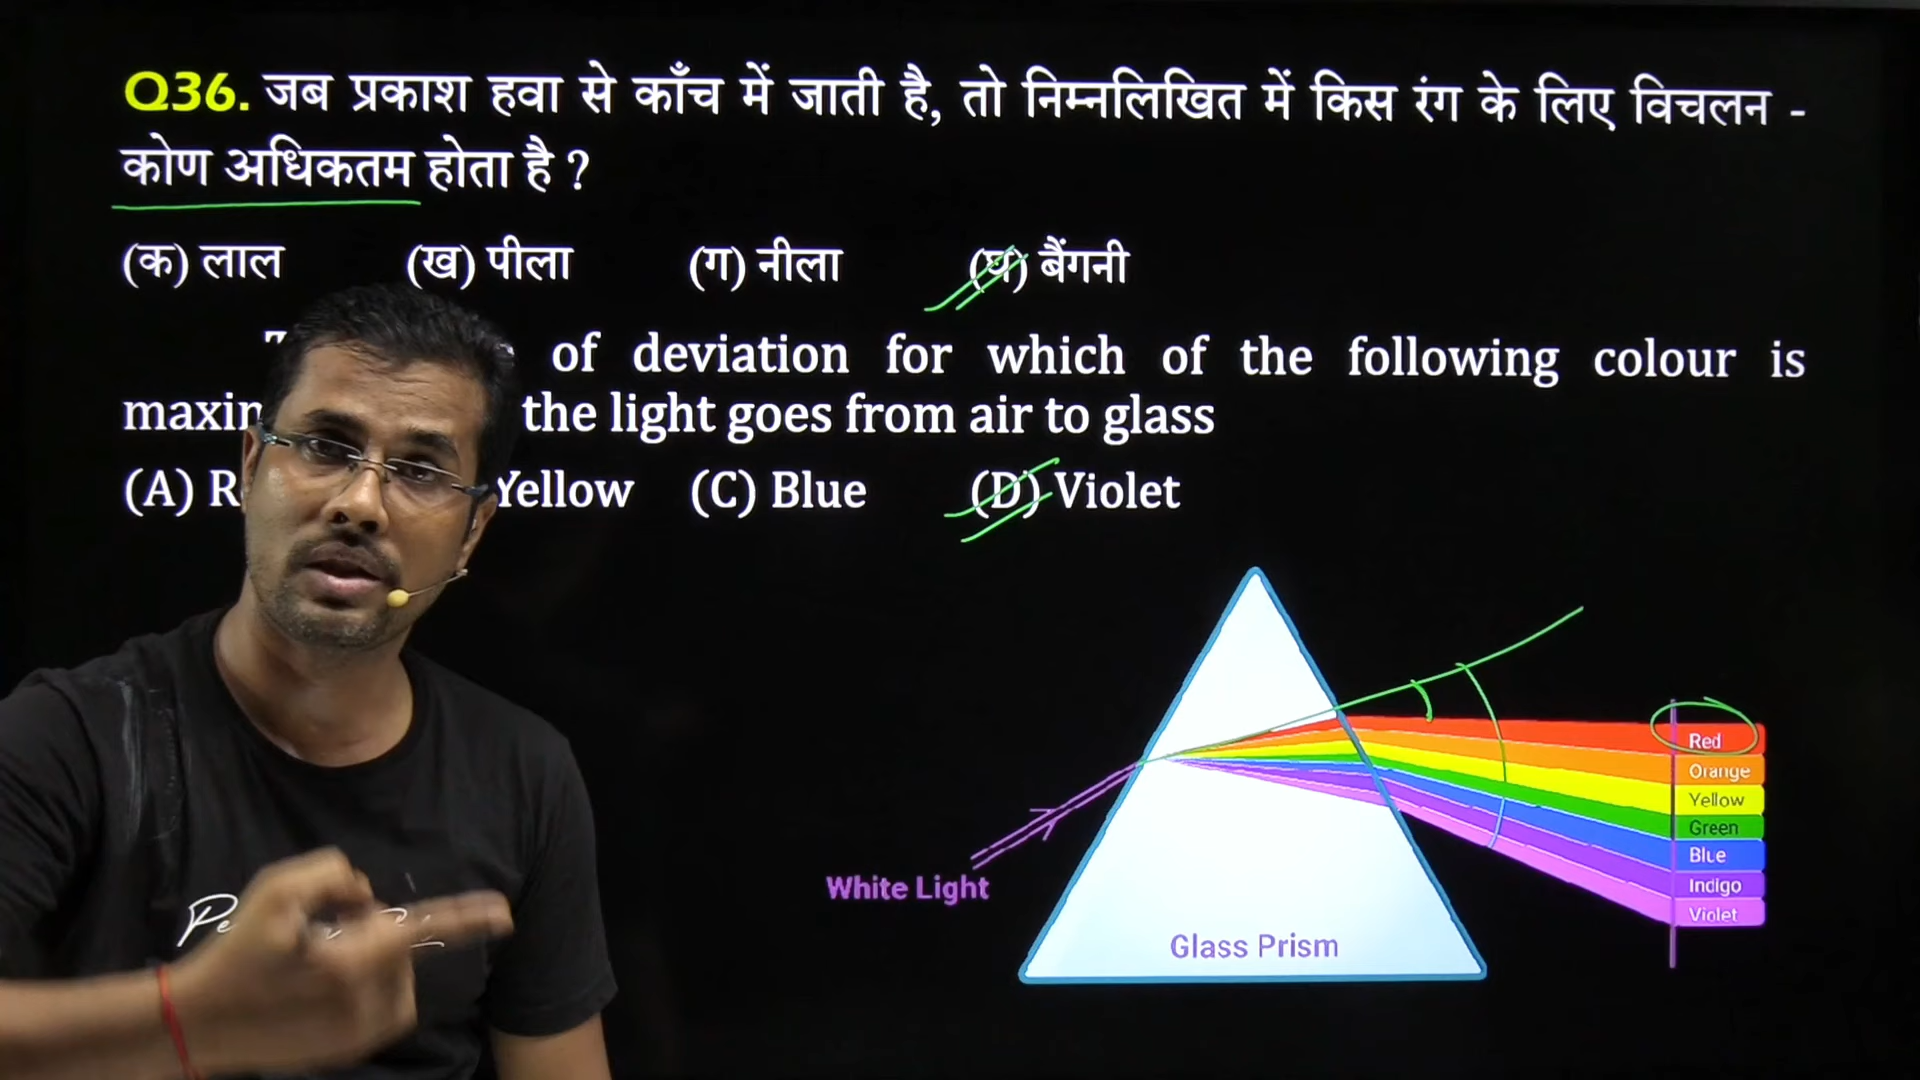 Q36. जब प्रकाश हवा से काँच में जाती है, तो निम्नलिखित में किस रंग के लिए विचलन -
कोण अधिकतम होता है ?
(क) लाल (ख) पीला (ग) नीला (घ) बैंगनी
of deviation for which of the following colour is
the light goes from air to glass
(A) Yellow (C) Blue (D) Violet
Red
Orange
Yellow
Green
Blue
Indigo
Violet
White Light
Glass Prism